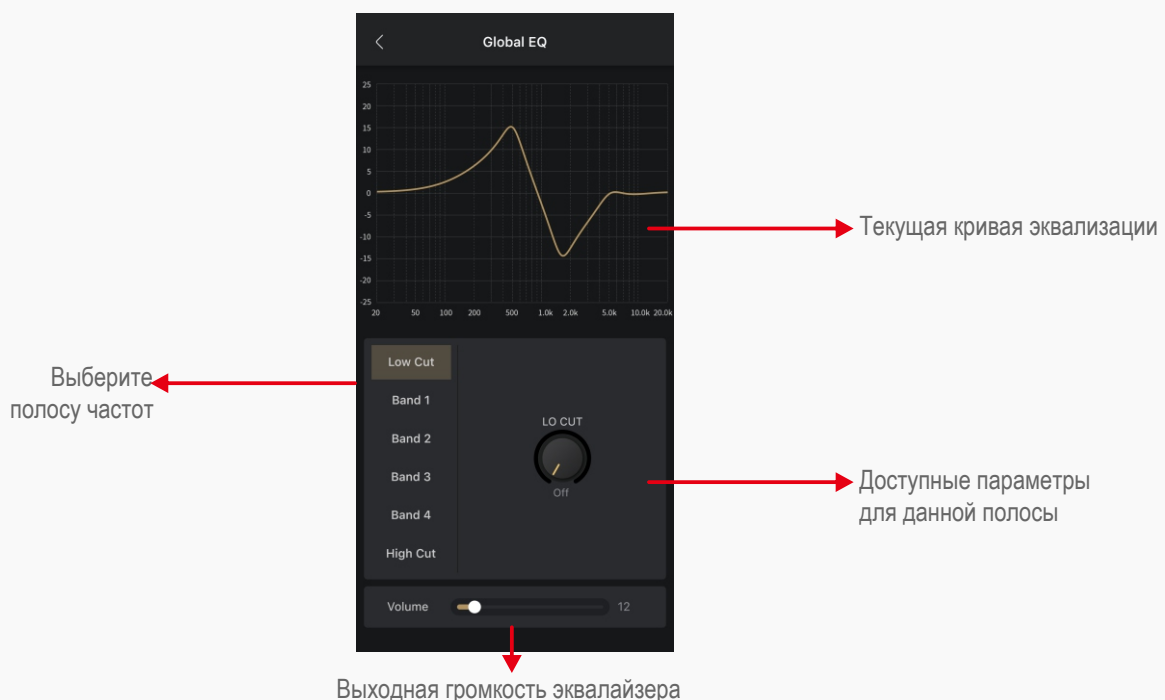 Global EQ
25
20
15
10
5
0
-5
-10
-15
-20
-25
20 50 100 200 500 1.0k 2.0k 5.0k 10.0k 20.0k
Текущая кривая эквализации
Выберите
полосу частот
Low Cut
Band 1
Band 2
Band 3
Band 4
High Cut
LO CUT
Off
Доступные параметры
для данной полосы
Volume 12
Выходная громкость эквалайзера